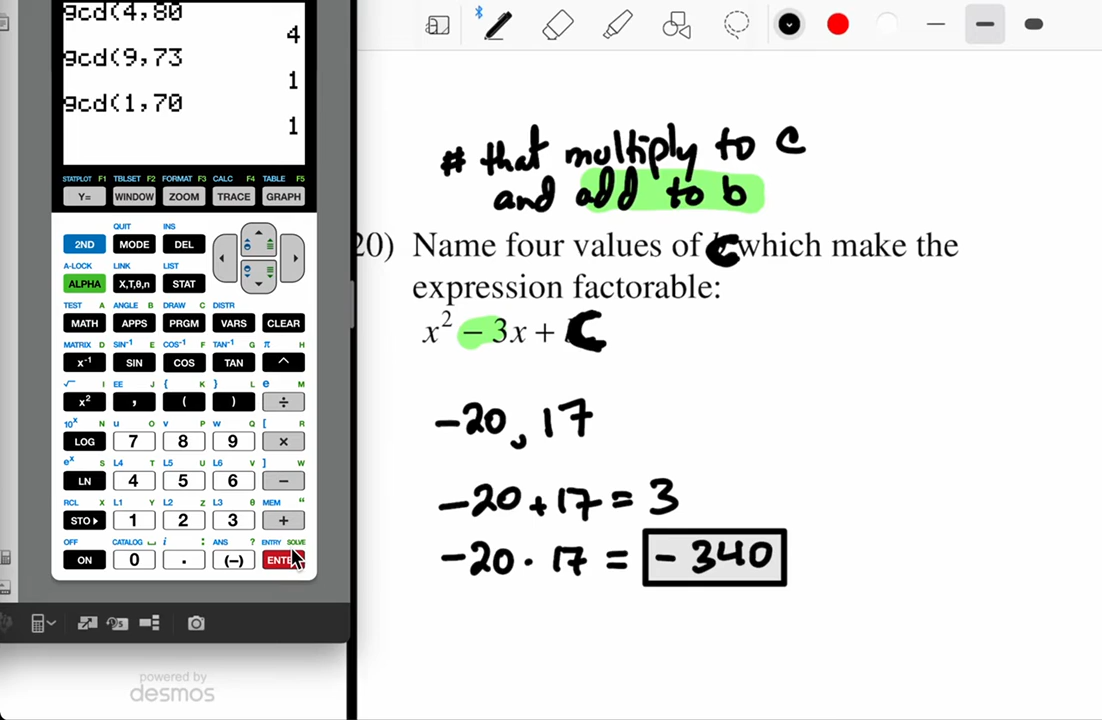 gcd(4,80
4
gcd(9,73
1
gcd(1,70
1
STATPLOT F1 TBLSET F2 FORMAT F3 CALC F4 TABLE F5
Y= WINDOW ZOOM TRACE GRAPH
QUIT INS
2ND MODE DEL
A-LOCK LINK LIST
ALPHA X,T,θ,n STAT
TEST A ANGLE B DRAW C DISTR
MATH APPS PRGM VARS CLEAR
MATRIX D SIN⁻¹ E COS⁻¹ F TAN⁻¹ G π H
x⁻¹ SIN COS TAN ^
√‾ I EE J { K } L e M
x² , ( ) ÷
10ˣ N u O v P w Q [ R
LOG 7 8 9 ×
eˣ S L4 T L5 U L6 V ] W
LN 4 5 6 −
RCL X L1 Y L2 Z L3 θ MEM "
STO▶ 1 2 3 +
OFF CATALOG ␣ i : ANS ? ENTRY SOLVE
ON 0 . (−) ENTE
powered by
desmos
# that multiply to c
and add to b
20) Name four values of c which make the
expression factorable:
x² − 3x + C
-20, 17
-20 + 17 = 3
-20 · 17 = -340